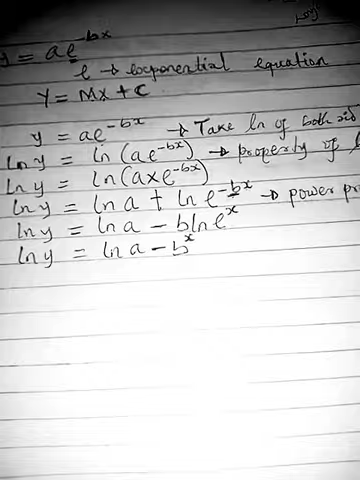 y = ae^-bx
e → exponential equation
Y = Mx + C
y = ae^-bx → Take ln of both sid
ln y = ln (ae^-bx) → property of
ln y = ln (a x e^-bx)
ln y = ln a + ln e^-bx → power pr
ln y = ln a - b ln e^x
ln y = ln a - b^x